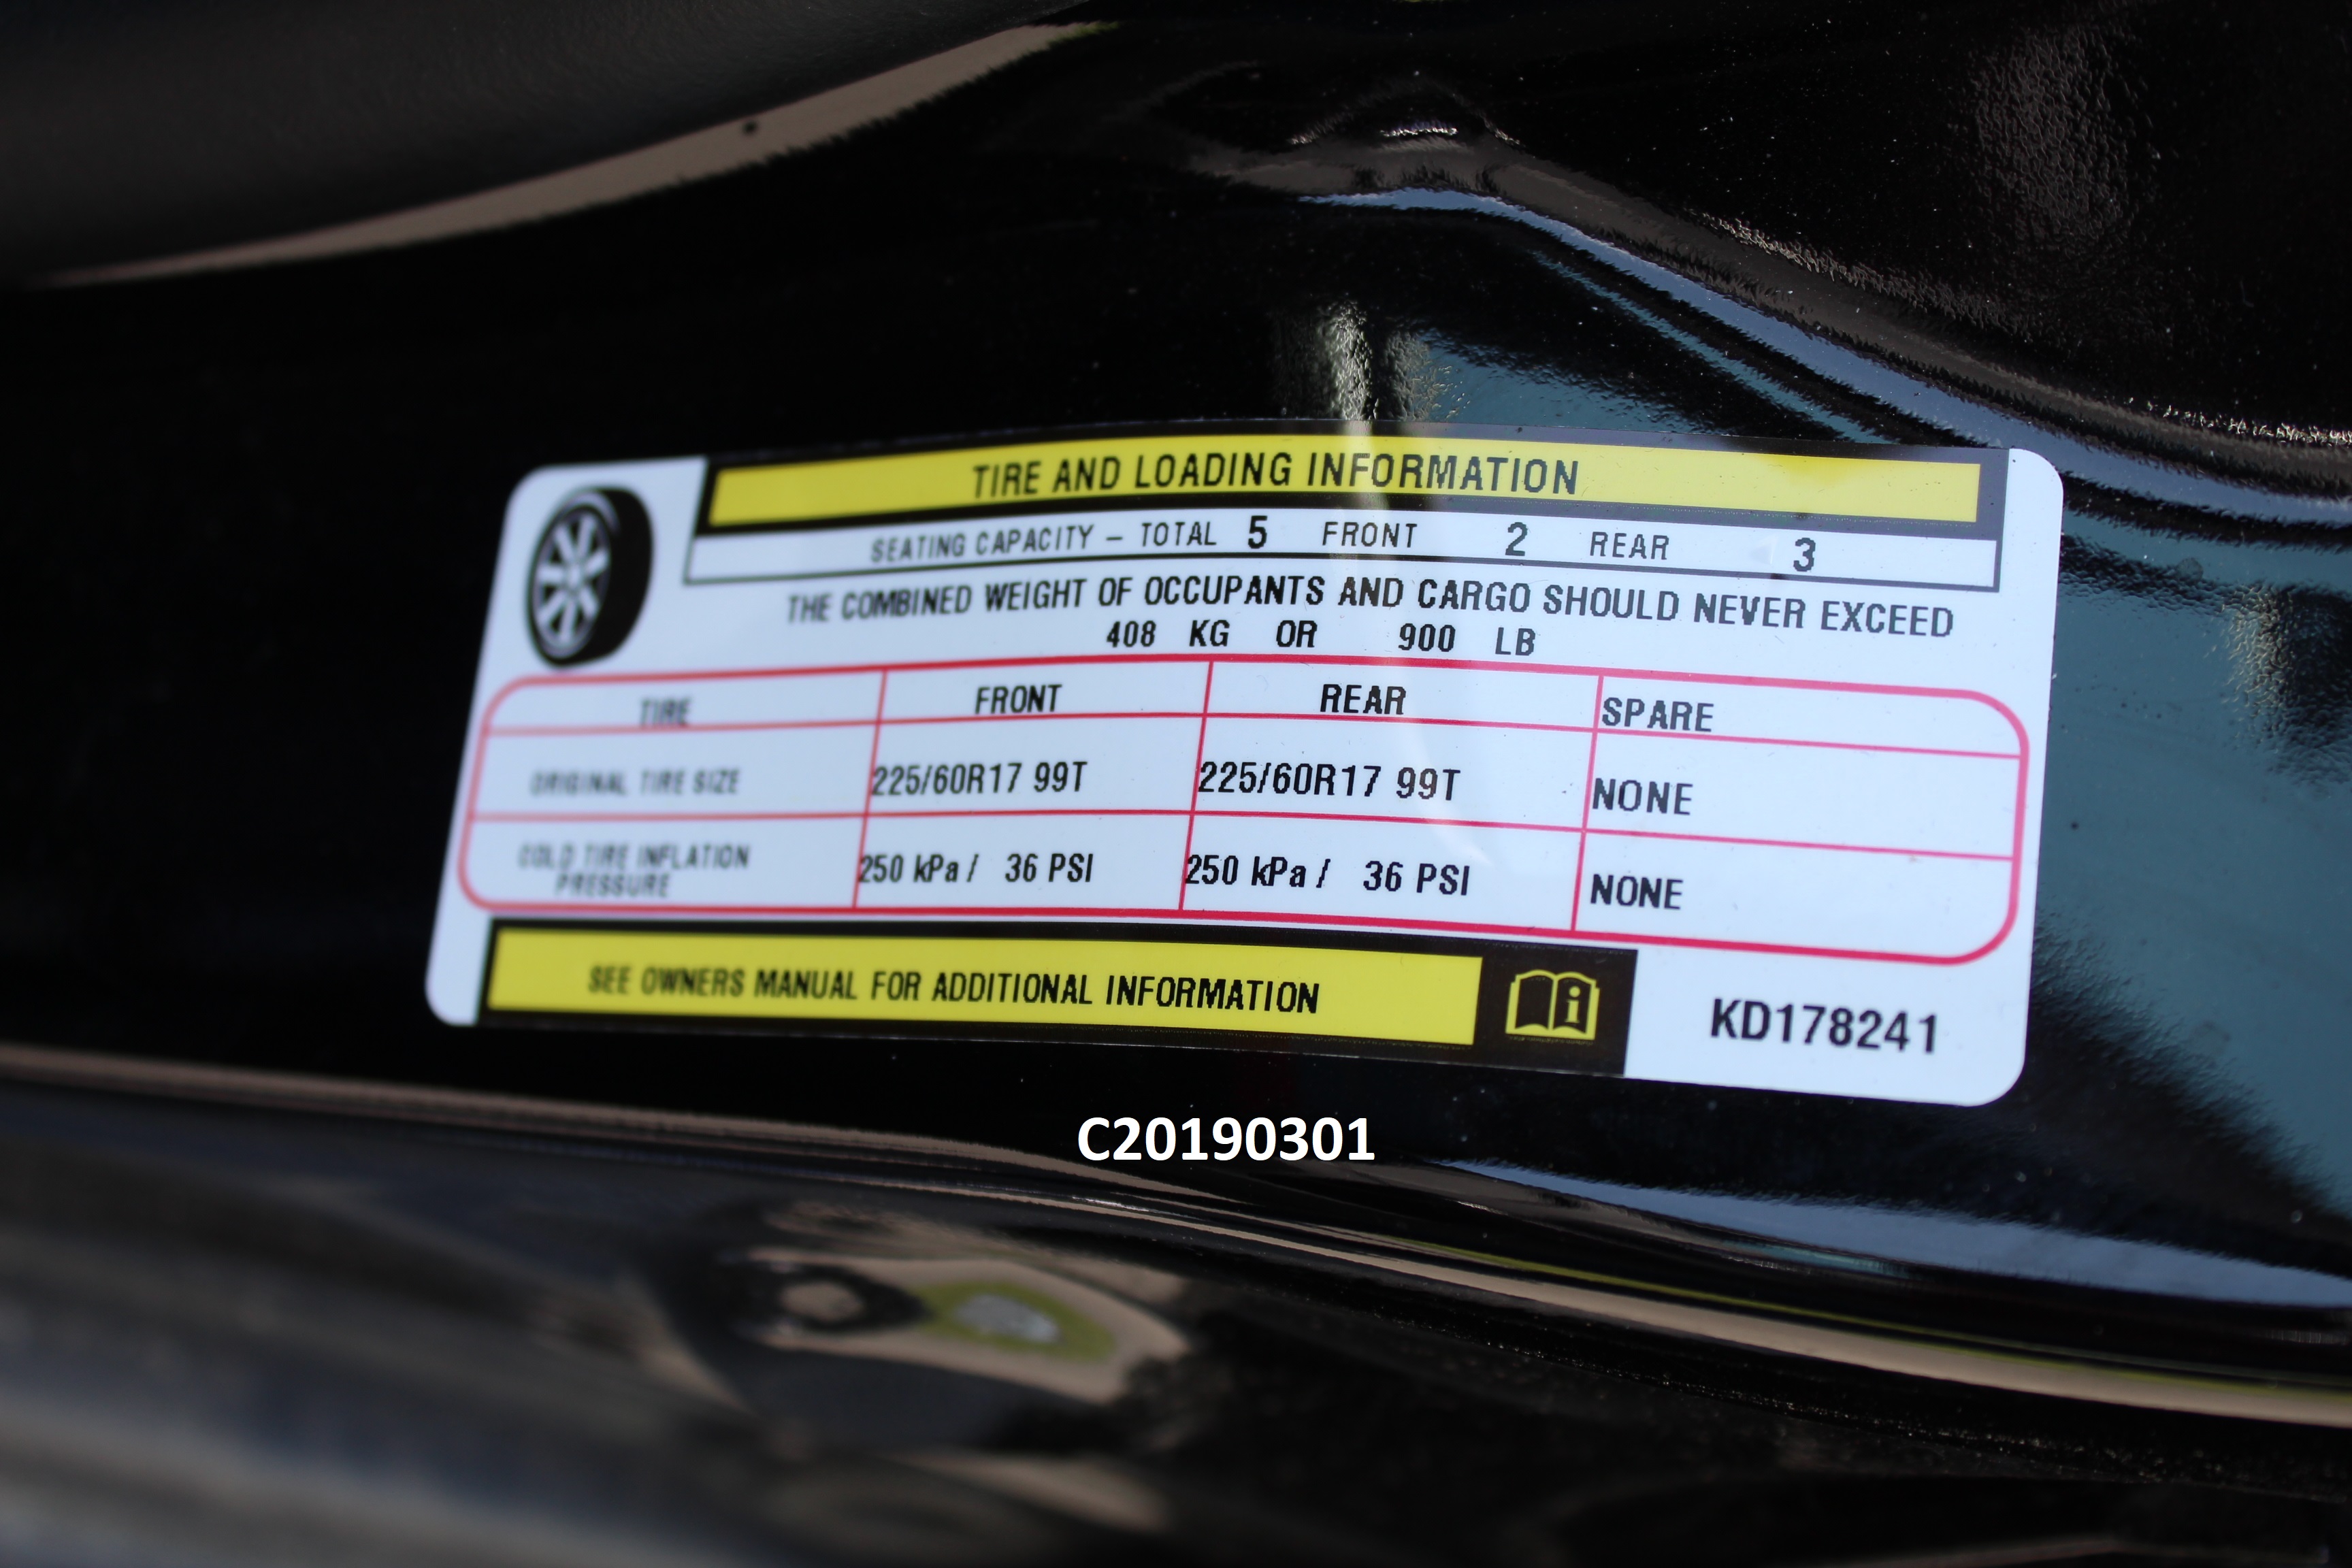 TIRE AND LOADING INFORMATION
SEATING CAPACITY – TOTAL 5 FRONT 2 REAR 3
THE COMBINED WEIGHT OF OCCUPANTS AND CARGO SHOULD NEVER EXCEED
408 KG OR 900 LB
TIRE FRONT REAR SPARE
ORIGINAL TIRE SIZE 225/60R17 99T 225/60R17 99T NONE
COLD TIRE INFLATION
PRESSURE 250 kPa / 36 PSI 250 kPa / 36 PSI NONE
SEE OWNERS MANUAL FOR ADDITIONAL INFORMATION
KD178241
C20190301